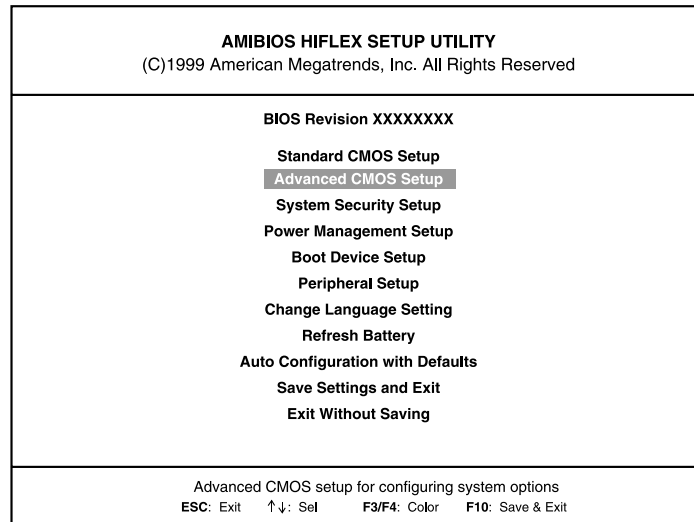 AMIBIOS HIFLEX SETUP UTILITY
(C)1999 American Megatrends, Inc. All Rights Reserved
BIOS Revision XXXXXXXX
Standard CMOS Setup
Advanced CMOS Setup
System Security Setup
Power Management Setup
Boot Device Setup
Peripheral Setup
Change Language Setting
Refresh Battery
Auto Configuration with Defaults
Save Settings and Exit
Exit Without Saving
Advanced CMOS setup for configuring system options
ESC: Exit ↑↓: Sel F3/F4: Color F10: Save & Exit